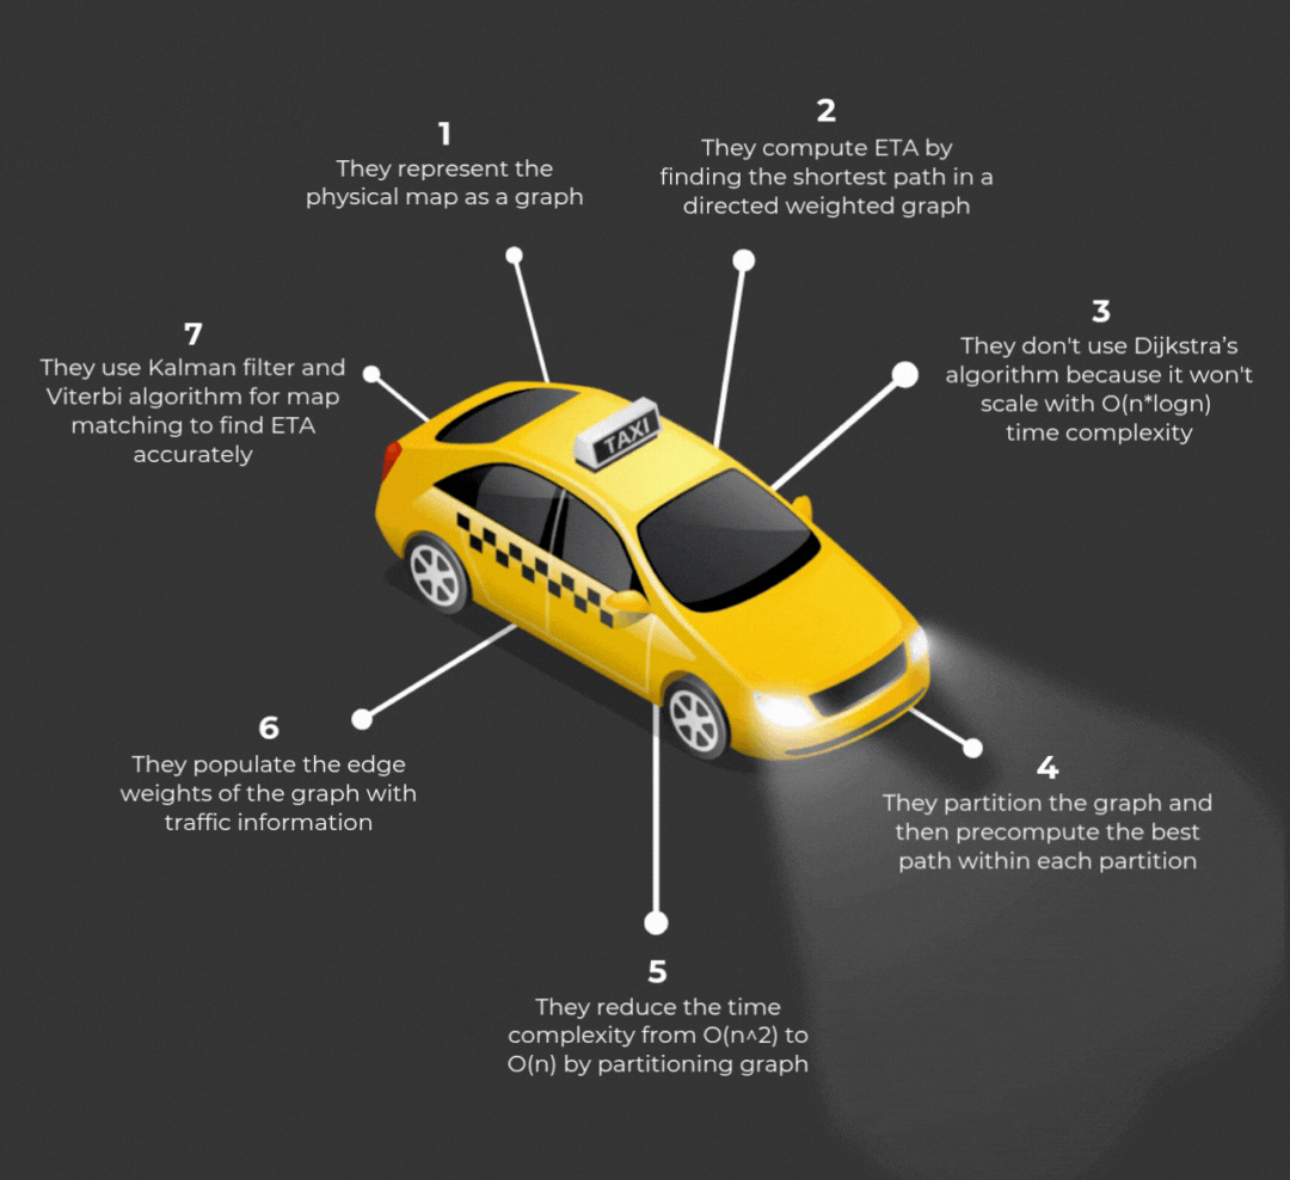 1
They represent the
physical map as a graph
2
They compute ETA by
finding the shortest path in a
directed weighted graph
3
They don't use Dijkstra’s
algorithm because it won't
scale with O(n*logn)
time complexity
7
They use Kalman filter and
Viterbi algorithm for map
matching to find ETA
accurately
TAXI
6
They populate the edge
weights of the graph with
traffic information
4
They partition the graph and
then precompute the best
path within each partition
5
They reduce the time
complexity from O(n^2) to
O(n) by partitioning graph